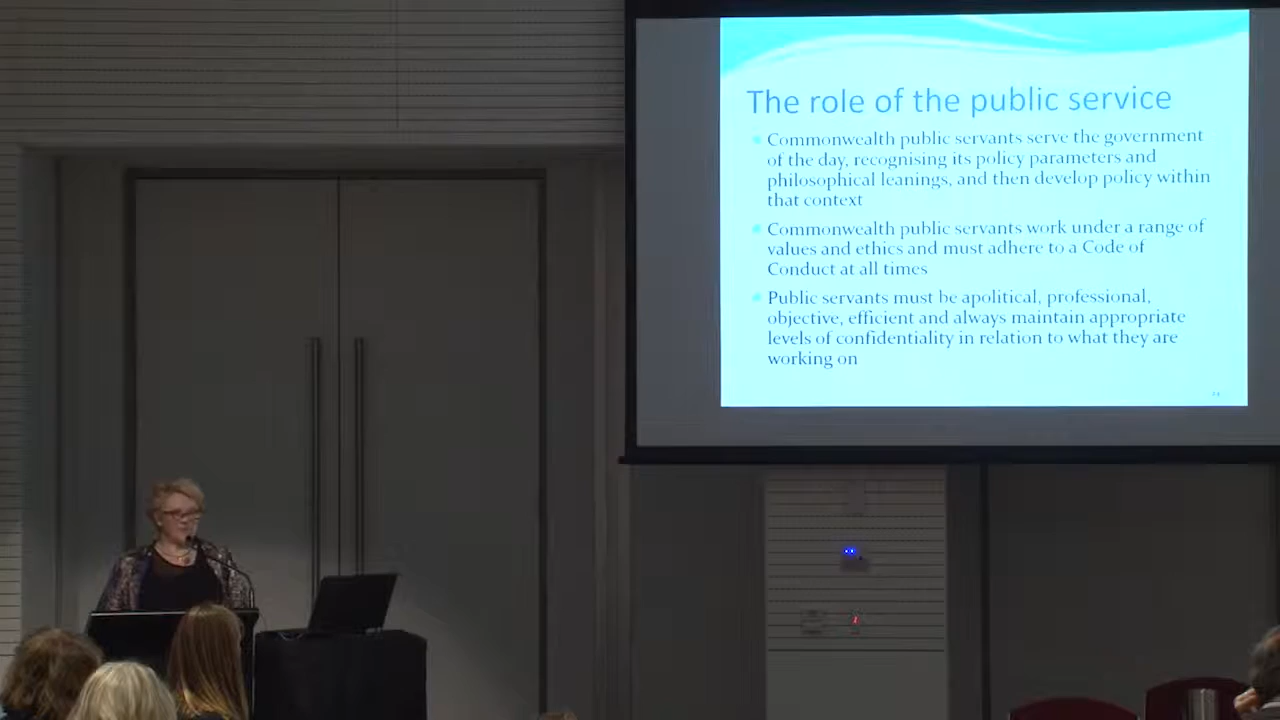 The role of the public service
Commonwealth public servants serve the government
of the day, recognising its policy parameters and
philosophical leanings, and then develop policy within
that context
Commonwealth public servants work under a range of
values and ethics and must adhere to a Code of
Conduct at all times
Public servants must be apolitical, professional,
objective, efficient and always maintain appropriate
levels of confidentiality in relation to what they are
working on